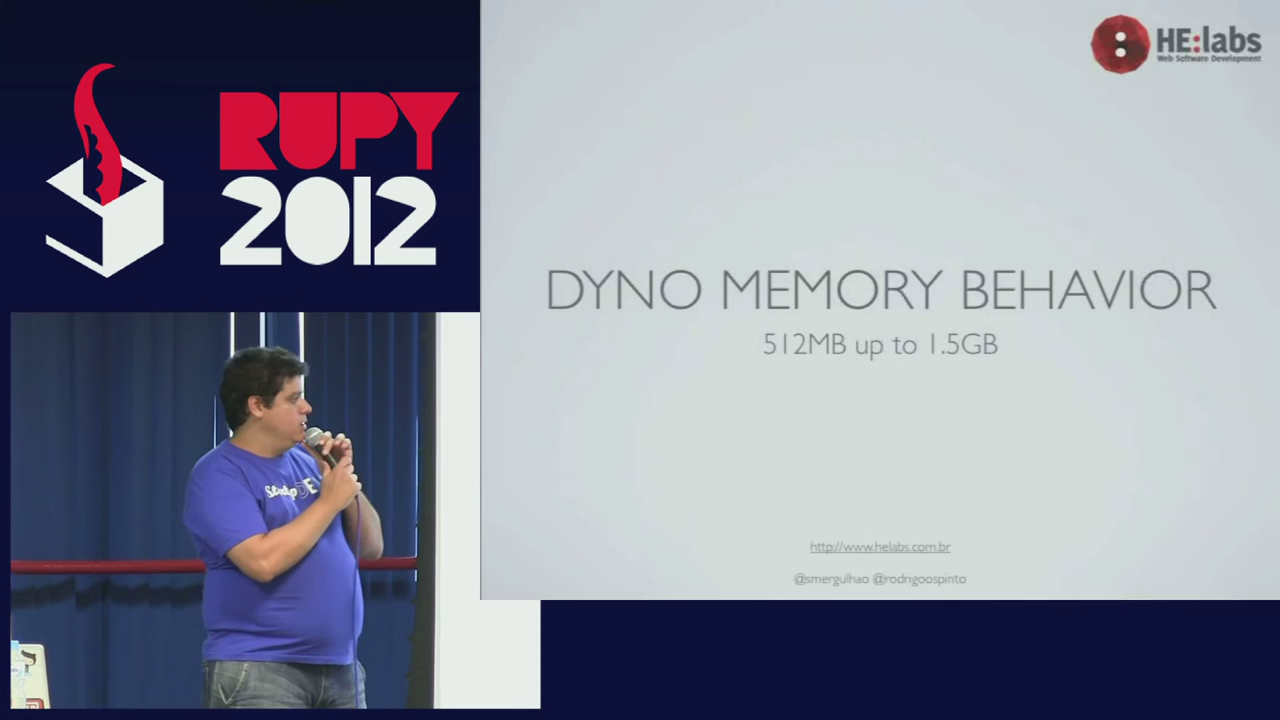 RUPY
2012
HE:labs
Web Software Development
DYNO MEMORY BEHAVIOR
512MB up to 1.5GB
http://www.helabs.com.br
@smergulhao @rodrigoospinto